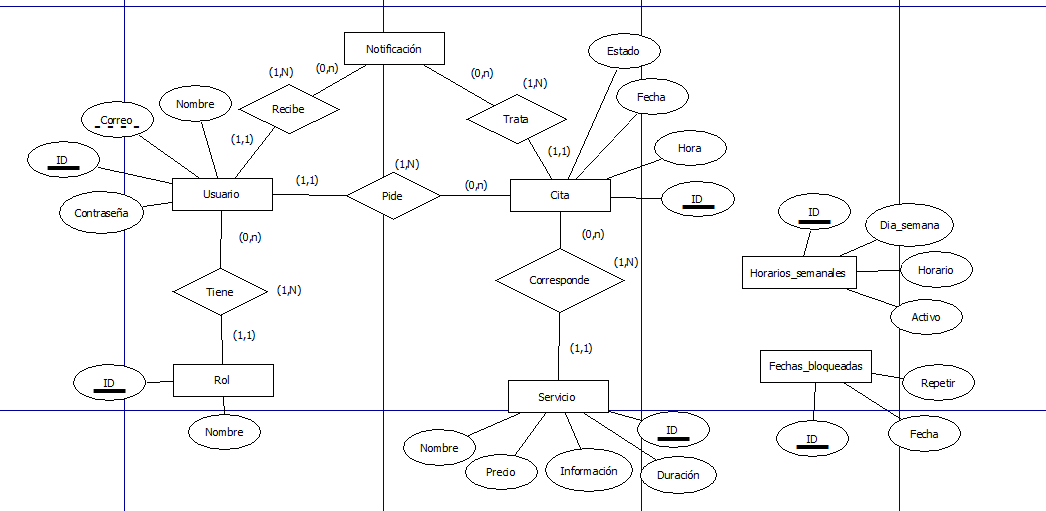 Notificación
Estado
(1,N)
(0,n)
(0,n)
(1,N)
Nombre
Fecha
Recibe
Correo
Trata
(1,1)
Hora
(1,1)
ID
(1,N)
Usuario
(1,1)
Pide
(0,n)
Cita
ID
Contraseña
ID
Dia_semana
(0,n)
(0,n)
(1,N)
Horarios_semanales
Horario
Tiene
(1,N)
Corresponde
Activo
(1,1)
(1,1)
Fechas_bloqueadas
Rol
ID
Repetir
Servicio
Nombre
ID
Fecha
ID
Nombre
Precio
Información
Duración